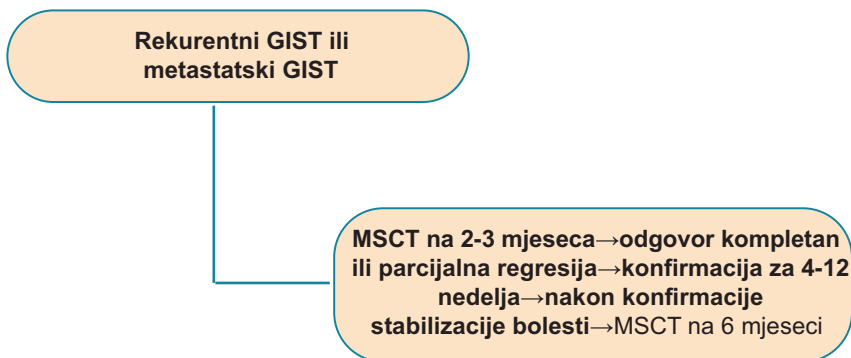 Rekurentni GIST ili
metastatski GIST
MSCT na 2-3 mjeseca→odgovor kompletan
ili parcijalna regresija→konfirmacija za 4-12
nedelja→nakon konfirmacije
stabilizacije bolesti→MSCT na 6 mjeseci